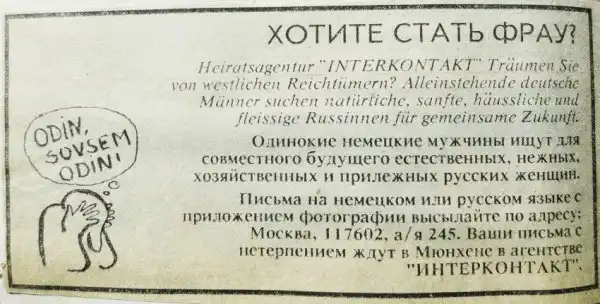 ХОТИТЕ СТАТЬ ФРАУ?
Heiratsagentur "INTERKONTAKT" Träumen Sie
von westlichen Reichtümern? Alleinstehende deutsche
Männer suchen natürliche, sanfte, häussliche und
fleissige Russinnen für gemeinsame Zukunft.
Одинокие немецкие мужчины ищут для
совместного будущего естественных, нежных,
хозяйственных и прилежных русских женщин.
Письма на немецком или русском языке с
приложением фотографии высылайте по адресу:
Москва, 117602, а/я 245. Ваши письма с
нетерпением ждут в Мюнхене в агентстве
"ИНТЕРКОНТАКТ".
ODIN,
SOVSEM
ODIN!